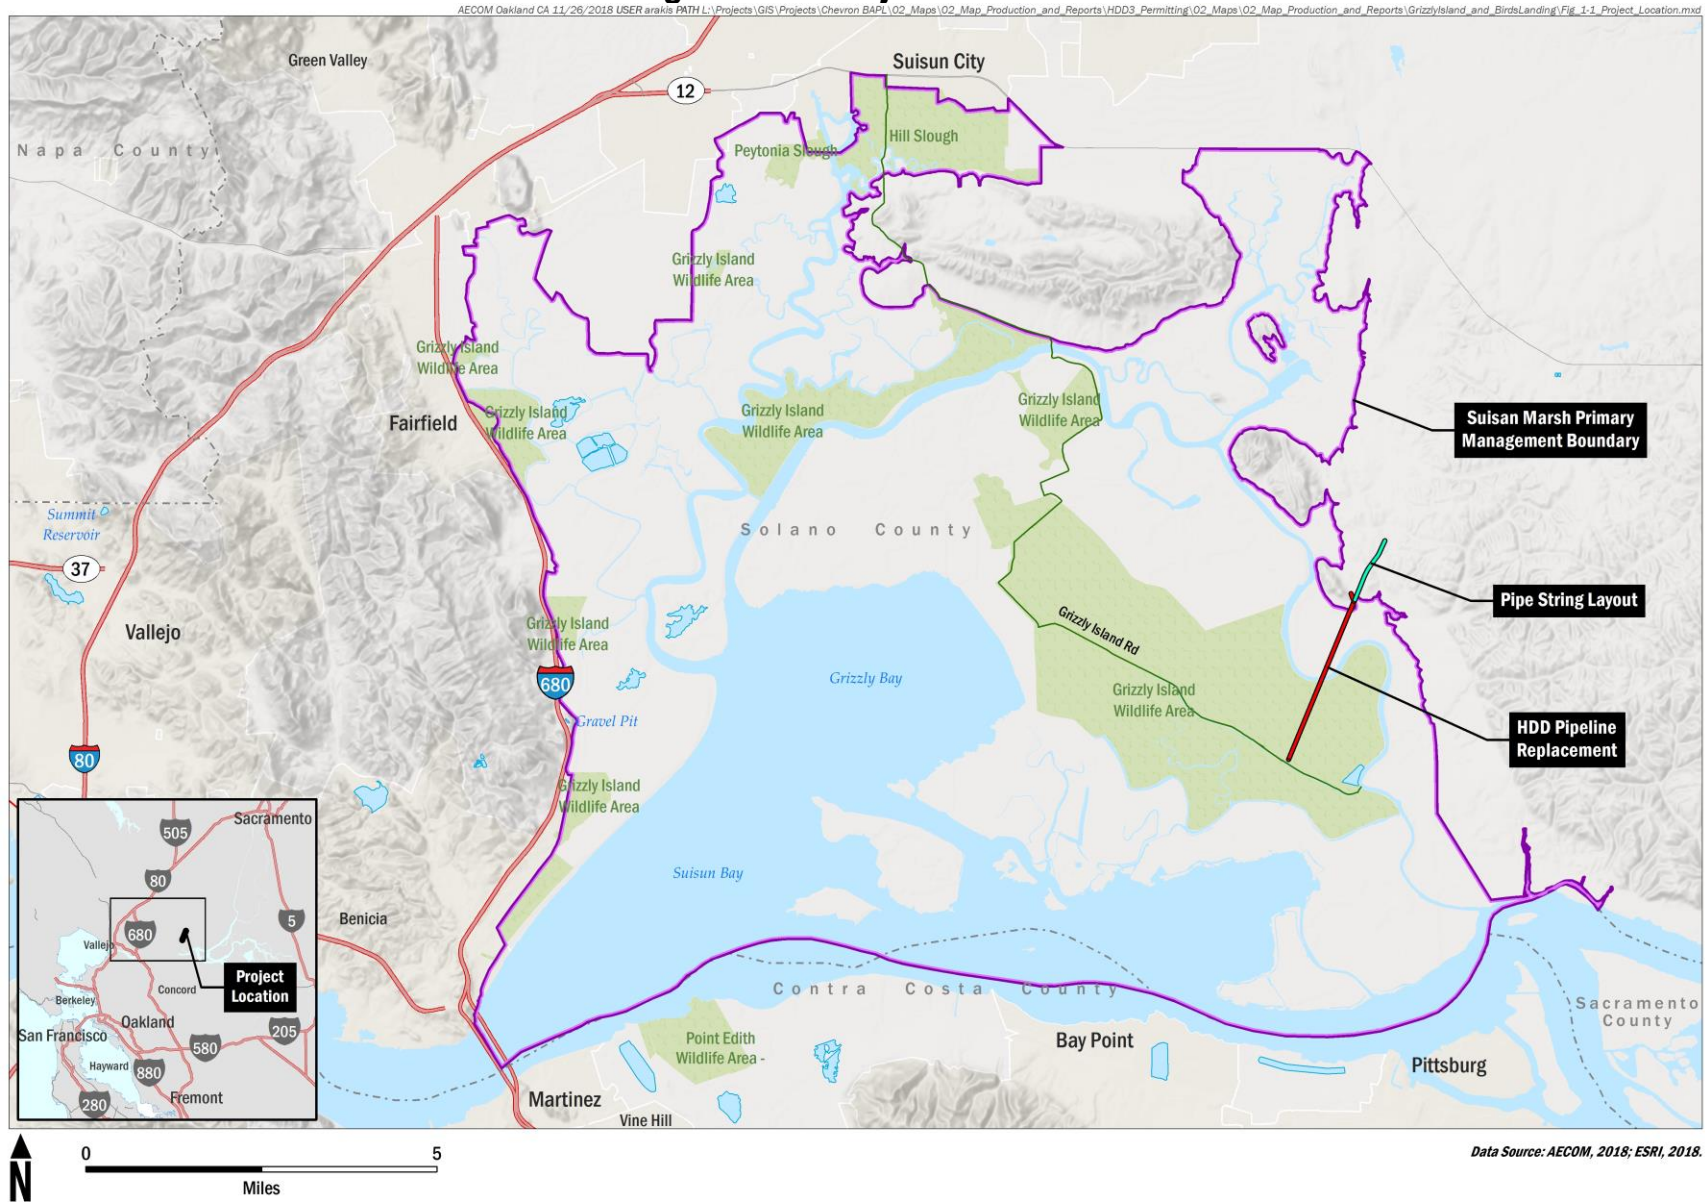 AECOM Oakland CA 11/26/2018 USER arakis PATH L:\Projects\GIS\Projects\Chevron BAPL\02_Maps\02_Map_Production_and_Reports\HDD3_Permitting\02_Maps\02_Map_Production_and_Reports\GrizzlyIsland_and_BirdsLanding\Fig_1-1_Project_Location.mxd
Green Valley
Suisun City
12
Napa County
Peytonia Slough
Hill Slough
Grizzly Island
Wildlife Area
Grizzly Island
Wildlife Area
Fairfield
Grizzly Island
Wildlife Area
Grizzly Island
Wildlife Area
Grizzly Island
Wildlife Area
Suisan Marsh Primary
Management Boundary
Summit
Reservoir
37
Solano County
Pipe String Layout
Vallejo
Grizzly Island
Wildlife Area
Grizzly Island Rd
680
Grizzly Bay
Grizzly Island
Wildlife Area
Gravel Pit
HDD Pipeline
Replacement
80
Grizzly Island
Wildlife Area
Suisun Bay
Benicia
Contra Costa County
Sacramento
County
Point Edith
Wildlife Area -
Bay Point
Pittsburg
Martinez
Vine Hill
505
Sacramento
80
5
680
Vallejo
Project
Location
Concord
Berkeley
Oakland
205
San Francisco
580
Hayward
880
Fremont
280
N
0
5
Miles
Data Source: AECOM, 2018; ESRI, 2018.